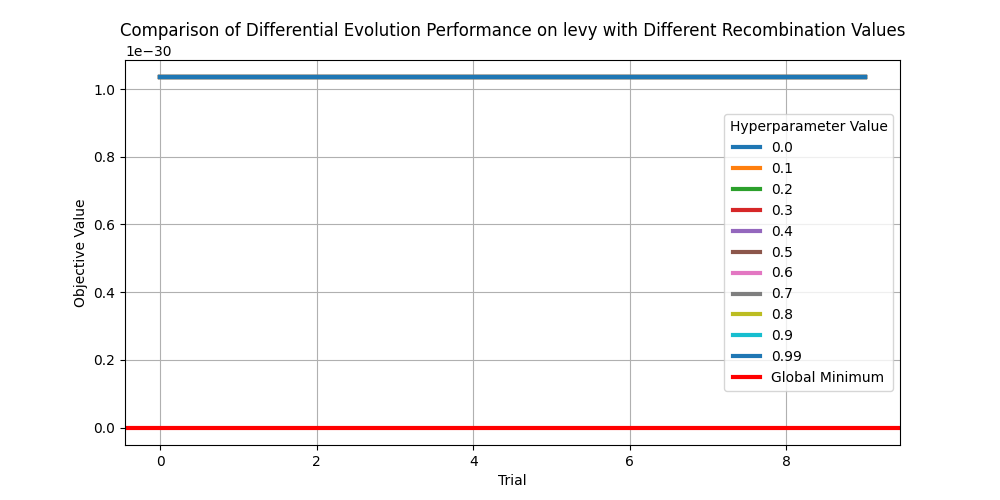 Comparison of Differential Evolution Performance on levy with Different Recombination Values
1e−30
1.0
0.8
0.6
0.4
0.2
0.0
Objective Value
0 2 4 6 8
Trial
Hyperparameter Value
0.0
0.1
0.2
0.3
0.4
0.5
0.6
0.7
0.8
0.9
0.99
Global Minimum